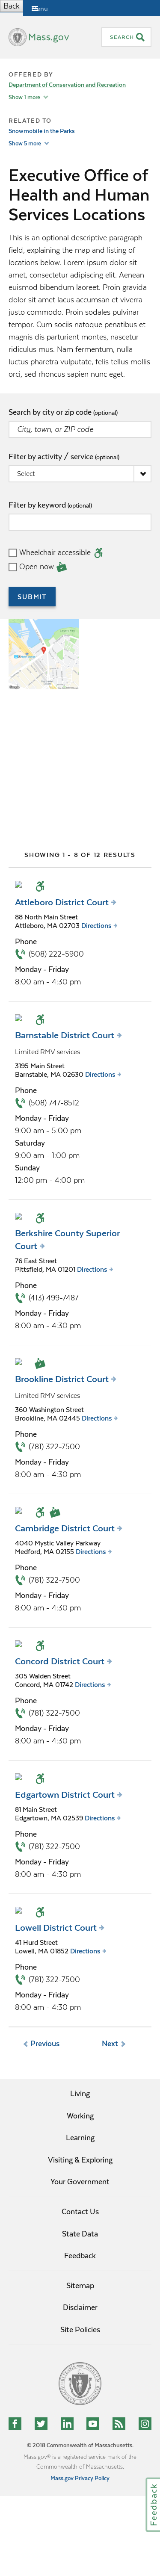 Back
Menu
Mass.gov
SEARCH
OFFERED BY
Department of Conservation and Recreation
Show 1 more
RELATED TO
Snowmobile in the Parks
Show 5 more
Executive Office of
Health and Human
Services Locations
This is an optional descriptive paragraph
field, explaining the map and listing of
locations below. Lorem ipsum dolor sit
amet, consectetur adipiscing elit. Aenean
euismod bibendum laoreet. Proin gravida
dolor sit amet lacus accumsan et viverra
justo commodo. Proin sodales pulvinar
tempor. Cum sociis natoque penatibus et
magnis dis parturient montes, nascetur
ridiculus mus. Nam fermentum, nulla
luctus pharetra vulputate, felis tellus mollis
orci, sed rhoncus sapien nunc eget.
Search by city or zip code (optional)
City, town, or ZIP code
Filter by activity / service (optional)
Select
Filter by keyword (optional)
Wheelchair accessible
Open now
SUBMIT
SHOWING 1 - 8 OF 12 RESULTS
Attleboro District Court
88 North Main Street
Attleboro, MA 02703 Directions
Phone
(508) 222-5900
Monday - Friday
8:00 am - 4:30 pm
Barnstable District Court
Limited RMV services
3195 Main Street
Barnstable, MA 02630 Directions
Phone
(508) 747-8512
Monday - Friday
9:00 am - 5:00 pm
Saturday
9:00 am - 1:00 pm
Sunday
12:00 pm - 4:00 pm
Berkshire County Superior
Court
76 East Street
Pittsfield, MA 01201 Directions
Phone
(413) 499-7487
Monday - Friday
8:00 am - 4:30 pm
Brookline District Court
Limited RMV services
360 Washington Street
Brookline, MA 02445 Directions
Phone
(781) 322-7500
Monday - Friday
8:00 am - 4:30 pm
Cambridge District Court
4040 Mystic Valley Parkway
Medford, MA 02155 Directions
Phone
(781) 322-7500
Monday - Friday
8:00 am - 4:30 pm
Concord District Court
305 Walden Street
Concord, MA 01742 Directions
Phone
(781) 322-7500
Monday - Friday
8:00 am - 4:30 pm
Edgartown District Court
81 Main Street
Edgartown, MA 02539 Directions
Phone
(781) 322-7500
Monday - Friday
8:00 am - 4:30 pm
Lowell District Court
41 Hurd Street
Lowell, MA 01852 Directions
Phone
(781) 322-7500
Monday - Friday
8:00 am - 4:30 pm
Previous
Next
Living
Working
Learning
Visiting & Exploring
Your Government
Contact Us
State Data
Feedback
Sitemap
Disclaimer
Site Policies
© 2018 Commonwealth of Massachusetts.
Mass.gov® is a registered service mark of the
Commonwealth of Massachusetts.
Mass.gov Privacy Policy
Feedback